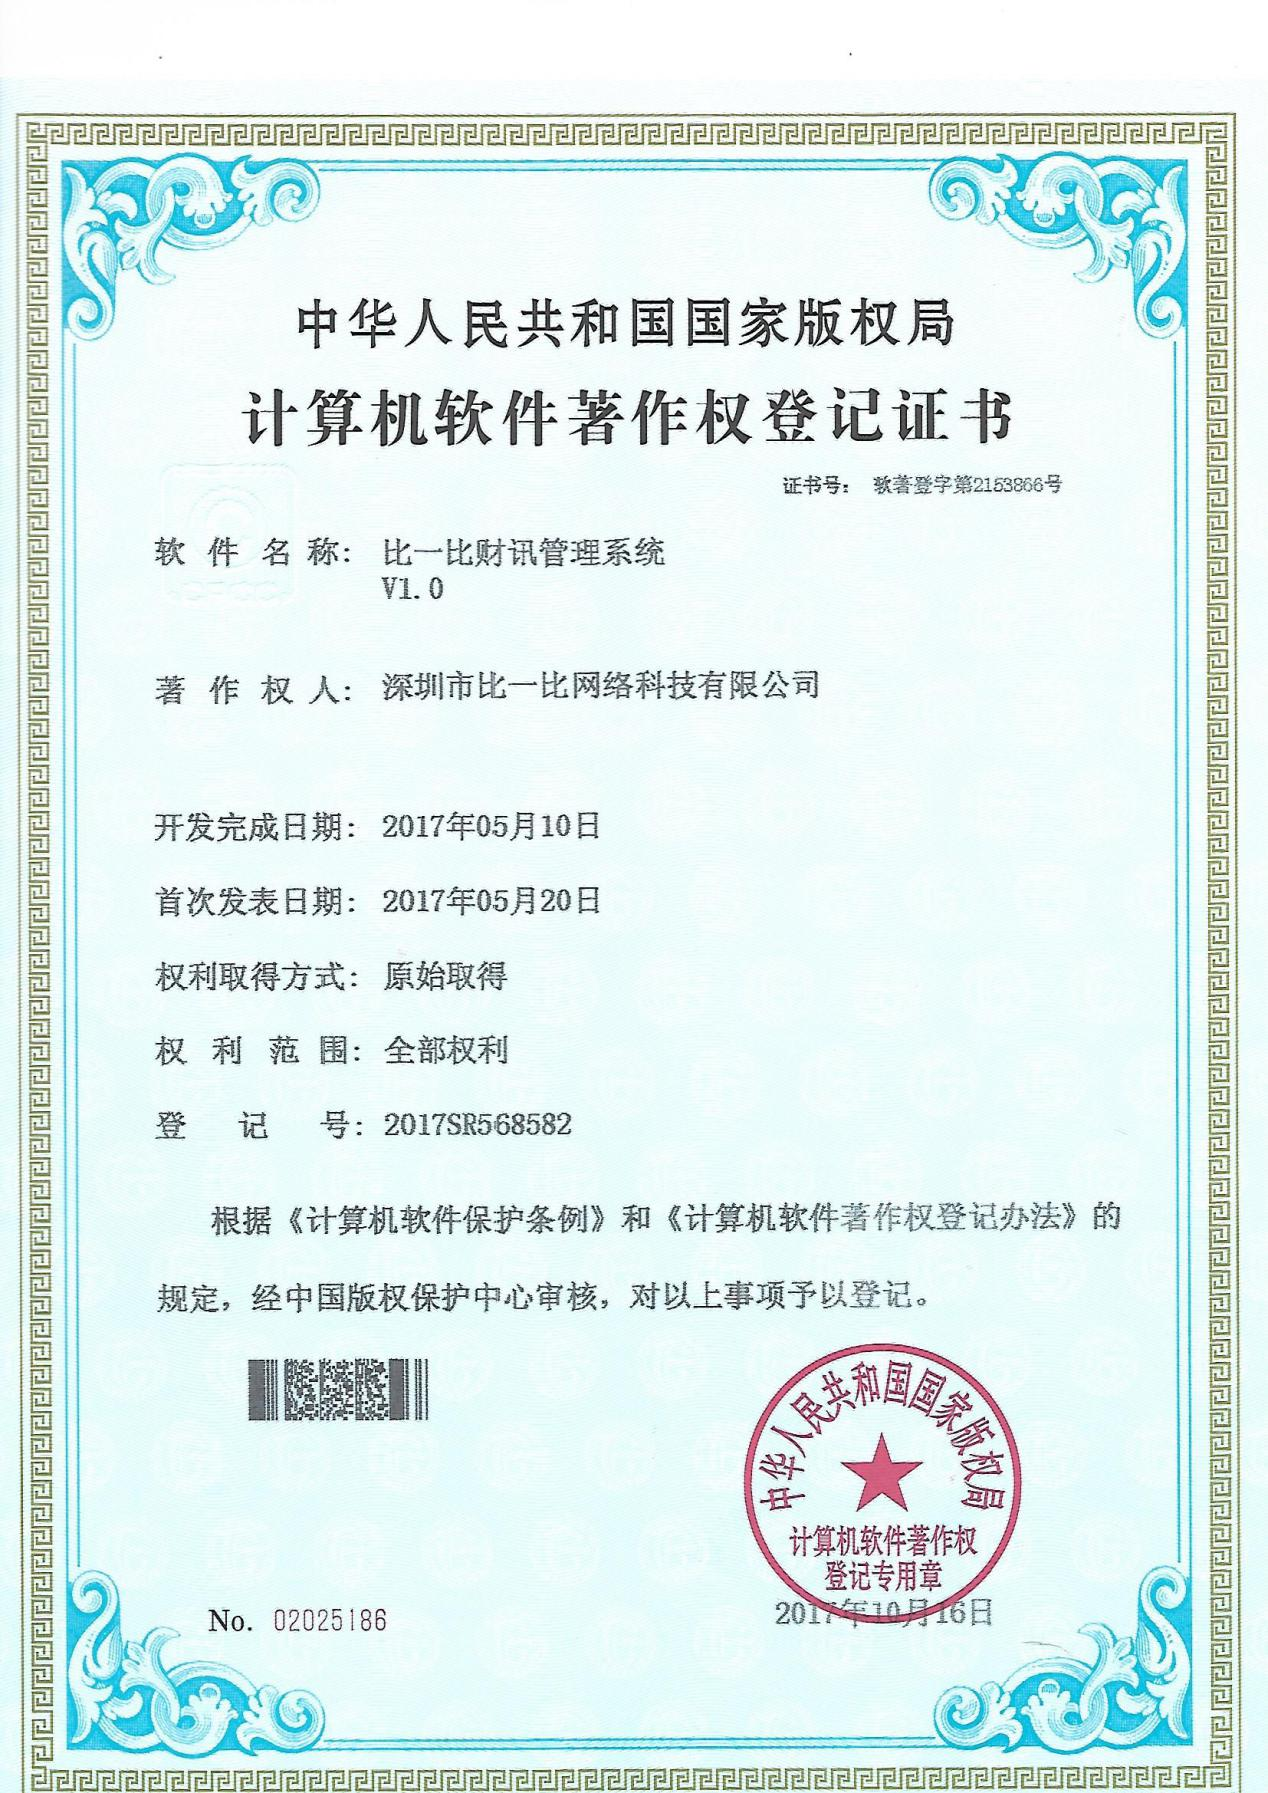 中华人民共和国国家版权局
计算机软件著作权登记证书
证书号： 软著登字第2153866号
软件名称： 比一比财讯管理系统
V1.0
著作权人： 深圳市比一比网络科技有限公司
开发完成日期： 2017年05月10日
首次发表日期： 2017年05月20日
权利取得方式： 原始取得
权利范围： 全部权利
登记号： 2017SR568582
根据《计算机软件保护条例》和《计算机软件著作权登记办法》的
规定，经中国版权保护中心审核，对以上事项予以登记。
中华人民共和国国家版权局
计算机软件著作权
登记专用章
No. 02025186
2017年10月16日